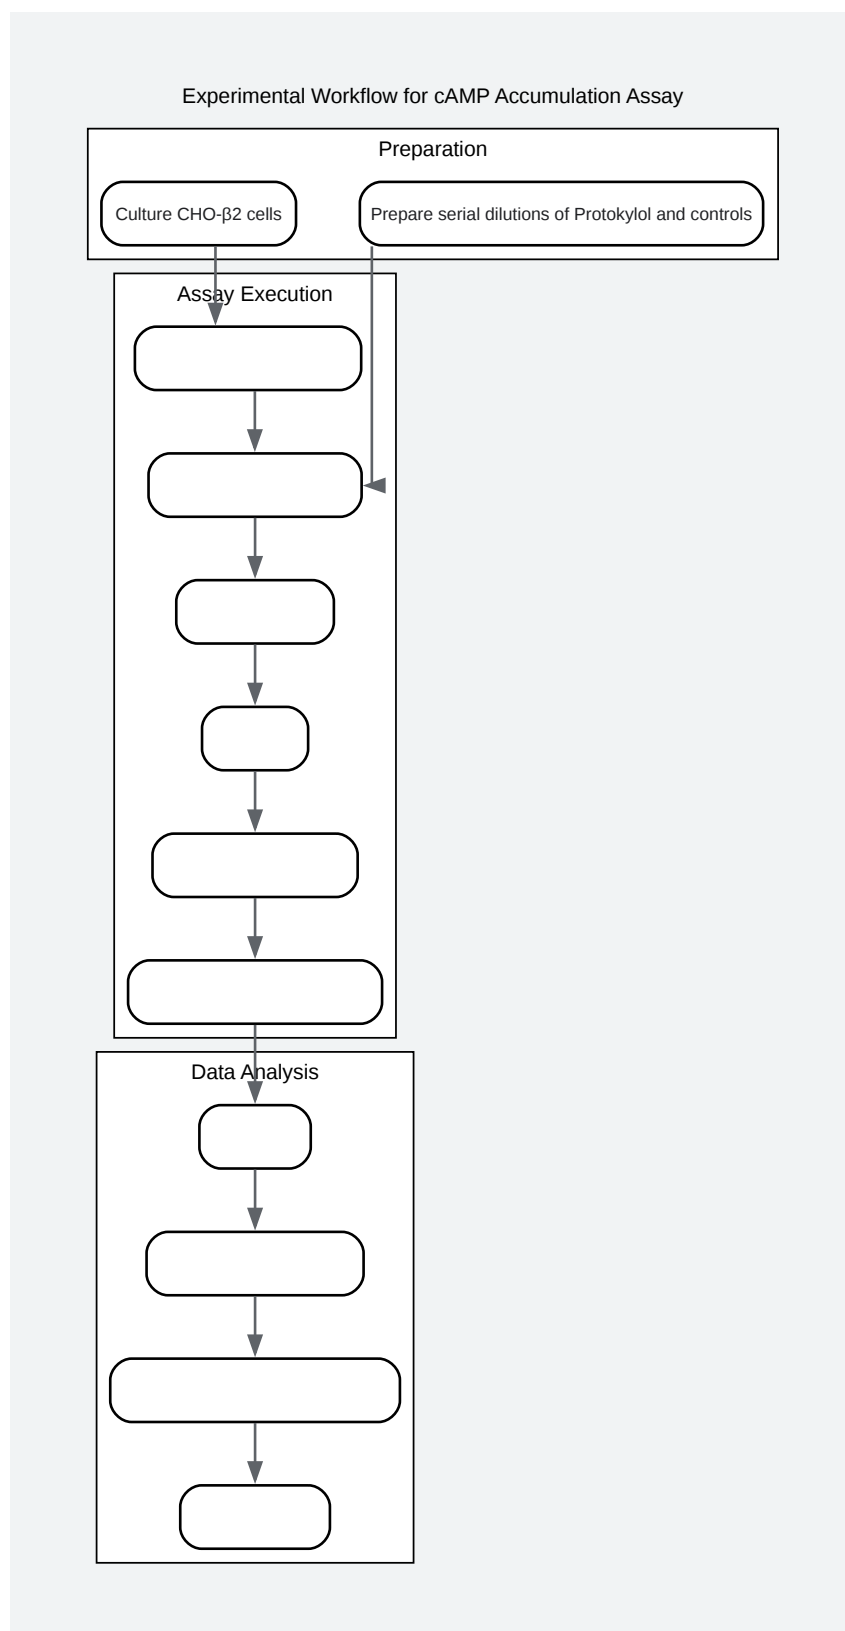 Experimental Workflow for cAMP Accumulation Assay
Preparation
Culture CHO-β2 cells
Prepare serial dilutions of Protokylol and controls
Assay Execution
Data Analysis